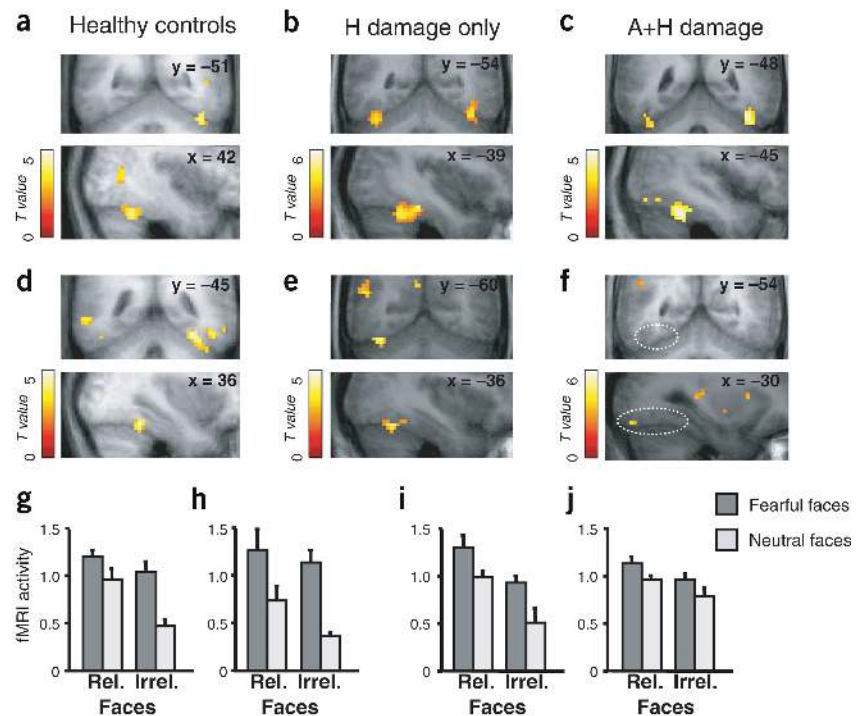 a Healthy controls b H damage only c A+H damage
y = –51 y = –54 y = –48
5 T value 0 x = 42 6 T value 0 x = –39 5 T value 0 x = –45
d y = –45 e y = –60 f y = –54
5 T value 0 x = 36 5 T value 0 x = –36 6 T value 0 x = –30
g h i j
Fearful faces
Neutral faces
fMRI activity
1.5 1.5 1.5 1.5
1.0 1.0 1.0 1.0
0.5 0.5 0.5 0.5
0 0 0 0
Rel. Irrel. Rel. Irrel. Rel. Irrel. Rel. Irrel.
Faces Faces Faces Faces